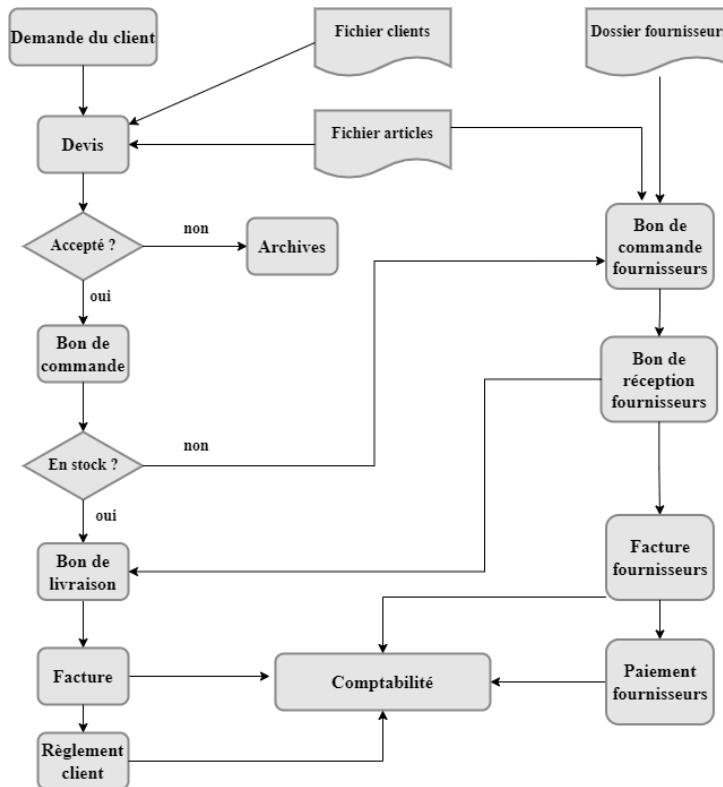 Demande du client
Fichier clients
Dossier fournisseurs
Devis
Fichier articles
Accepté ?
non
Archives
Bon de
commande
fournisseurs
oui
Bon de
commande
Bon de
réception
fournisseurs
En stock ?
non
oui
Bon de
livraison
Facture
fournisseurs
Facture
Comptabilité
Paiement
fournisseurs
Règlement
client